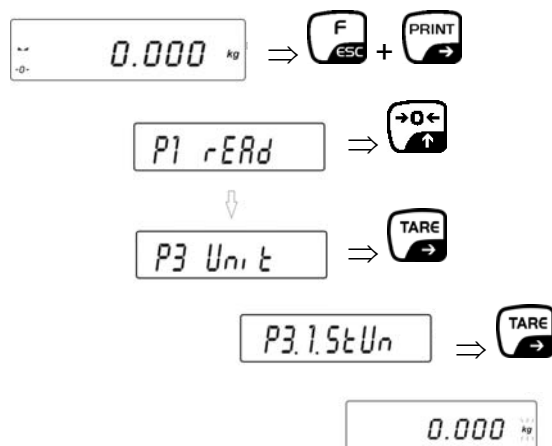 -0- 0.000 kg ⇒ F ESC + PRINT
P1 rEAd ⇒ →0←
P3 Unit ⇒ TARE
P3.1.StUn ⇒ TARE
0.000 kg